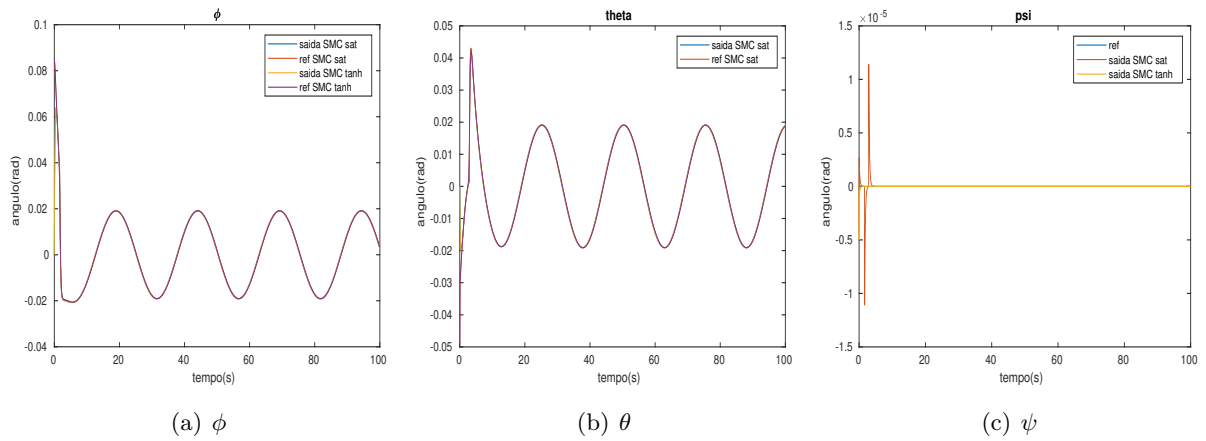 ϕ
0.1
0.08
0.06
0.04
0.02
0
-0.02
-0.04
0
20
40
60
80
100
angulo(rad)
tempo(s)
saida SMC sat
ref SMC sat
saida SMC tanh
ref SMC tanh
(a) ϕ
theta
0.05
0.04
0.03
0.02
0.01
0
-0.01
-0.02
-0.03
-0.04
0.05
0
20
40
60
80
100
angulo(rad)
tempo(s)
saida SMC sat
ref SMC sat
(b) θ
psi
×10⁻⁵
1.5
1
0.5
0
-0.5
-1
-1.5
0
20
40
60
80
100
angulo(rad)
tempo(s)
ref
saida SMC sat
saida SMC tanh
(c) ψ